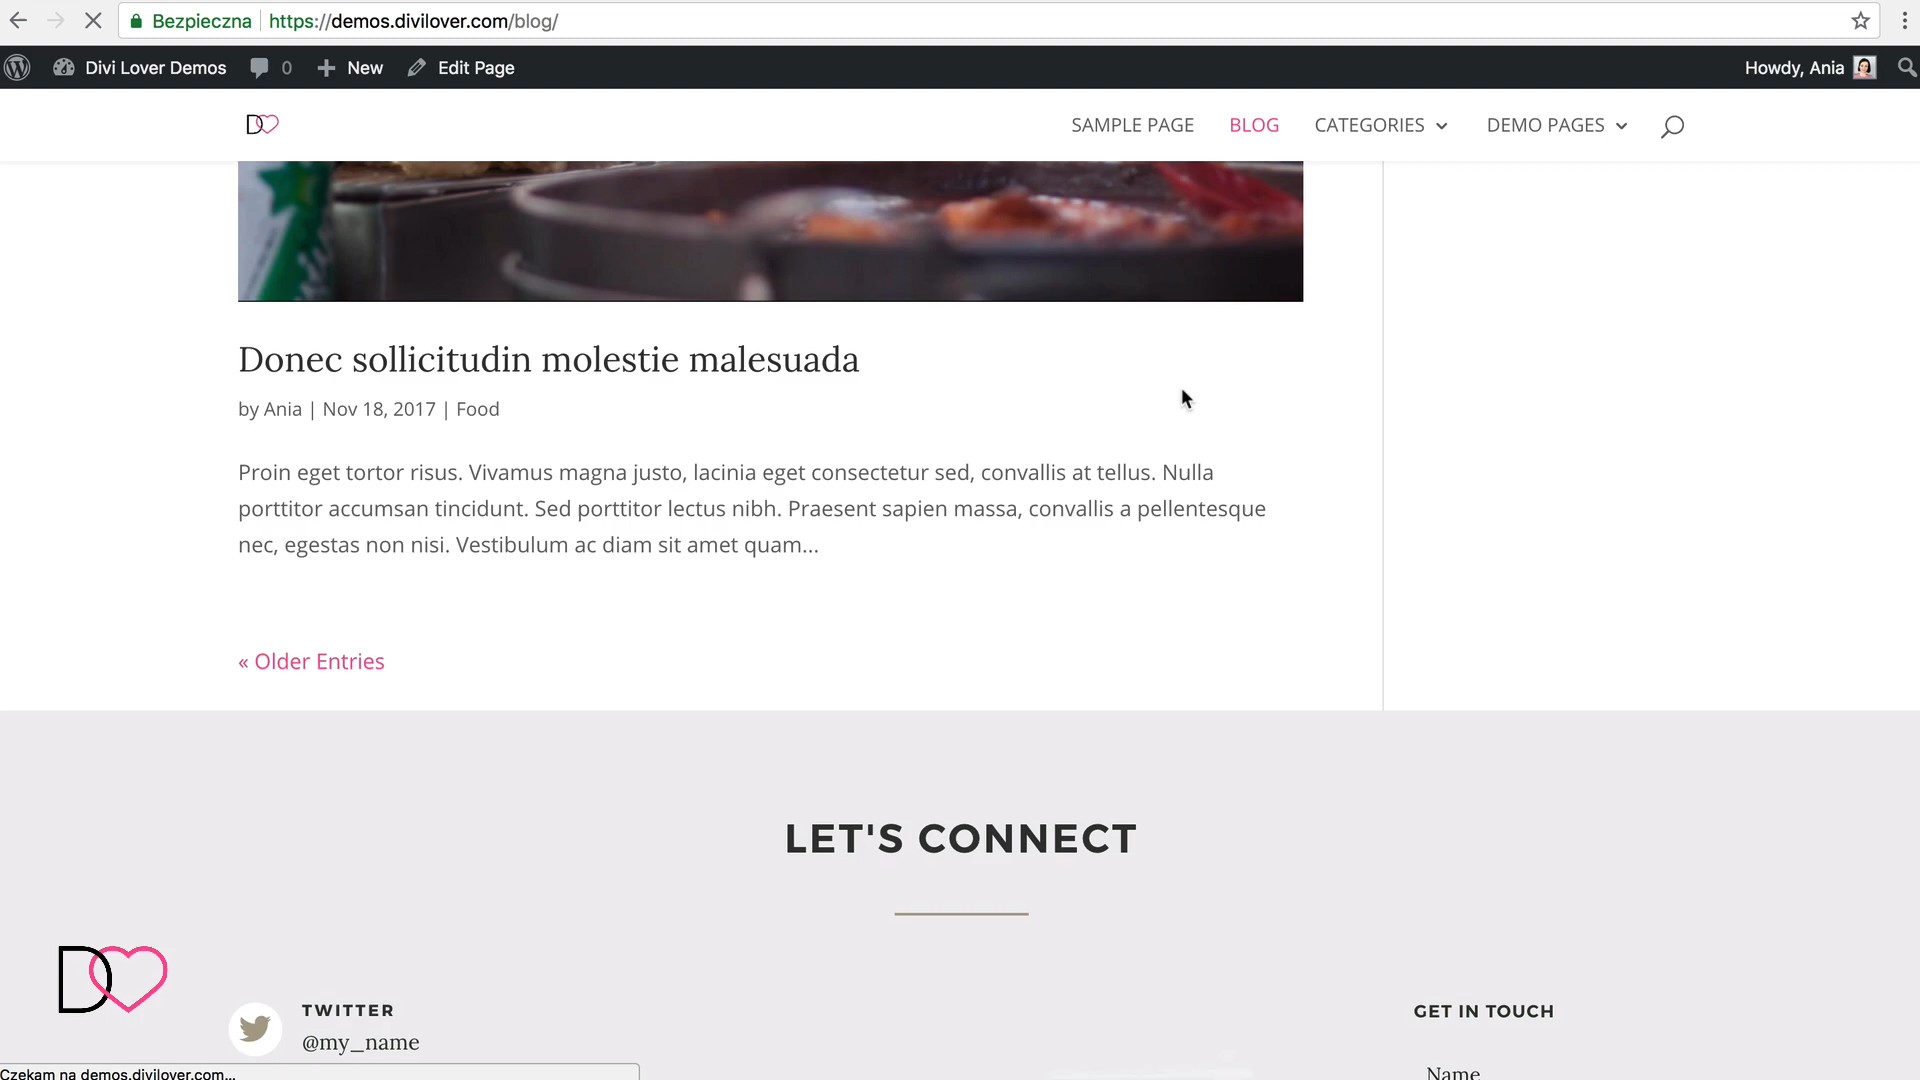 Bezpieczna https://demos.divilover.com/blog/
Divi Lover Demos 0 New Edit Page Howdy, Ania
D SAMPLE PAGE BLOG CATEGORIES DEMO PAGES
Donec sollicitudin molestie malesuada
by Ania | Nov 18, 2017 | Food
Proin eget tortor risus. Vivamus magna justo, lacinia eget consectetur sed, convallis at tellus. Nulla
porttitor accumsan tincidunt. Sed porttitor lectus nibh. Praesent sapien massa, convallis a pellentesque
nec, egestas non nisi. Vestibulum ac diam sit amet quam...
« Older Entries
LET'S CONNECT
D
TWITTER
@my_name
GET IN TOUCH
Name
Czekam na demos.divilover.com...